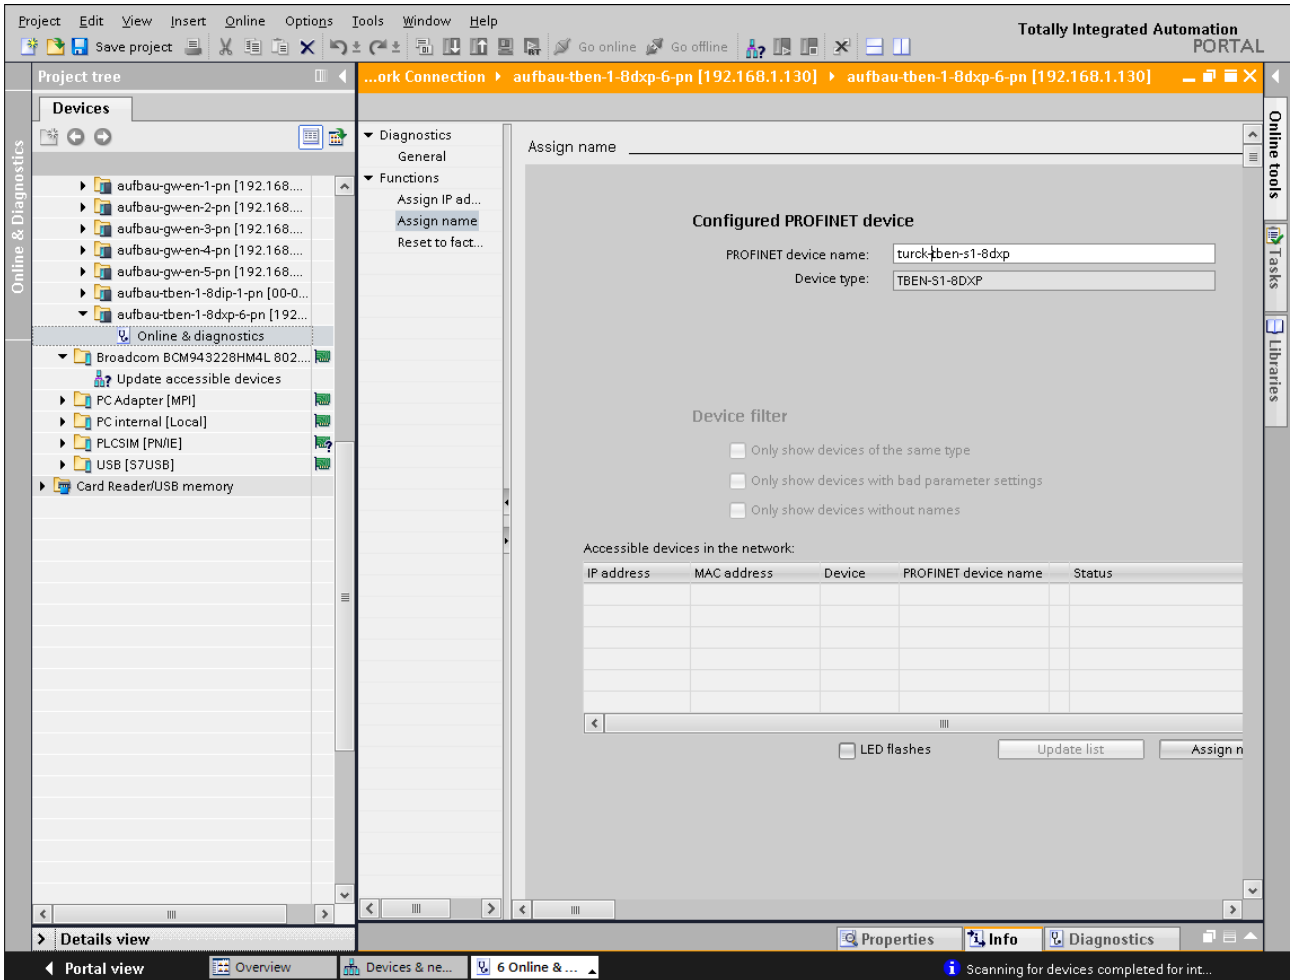 Project Edit View Insert Online Options Tools Window Help
Totally Integrated Automation
PORTAL
Save project
Go online
Go offline
Project tree
...ork Connection aufbau-tben-1-8dxp-6-pn [192.168.1.130] aufbau-tben-1-8dxp-6-pn [192.168.1.130]
Devices
Online & Diagnostics
aufbau-gw-en-1-pn [192.168....
aufbau-gw-en-2-pn [192.168....
aufbau-gw-en-3-pn [192.168....
aufbau-gw-en-4-pn [192.168....
aufbau-gw-en-5-pn [192.168....
aufbau-tben-1-8dip-1-pn [00-0...
aufbau-tben-1-8dxp-6-pn [192...
Online & diagnostics
Broadcom BCM943228HM4L 802....
Update accessible devices
PC Adapter [MPI]
PC internal [Local]
PLCSIM [PN/IE]
USB [S7USB]
Card Reader/USB memory
Diagnostics
General
Functions
Assign IP ad...
Assign name
Reset to fact...
Assign name
Configured PROFINET device
PROFINET device name: turck-tben-s1-8dxp
Device type: TBEN-S1-8DXP
Device filter
Only show devices of the same type
Only show devices with bad parameter settings
Only show devices without names
Accessible devices in the network:
IP address MAC address Device PROFINET device name Status
LED flashes Update list Assign n
Online tools
Tasks
Libraries
Details view
Properties Info Diagnostics
Portal view Overview Devices & ne... 6 Online & ... Scanning for devices completed for int...